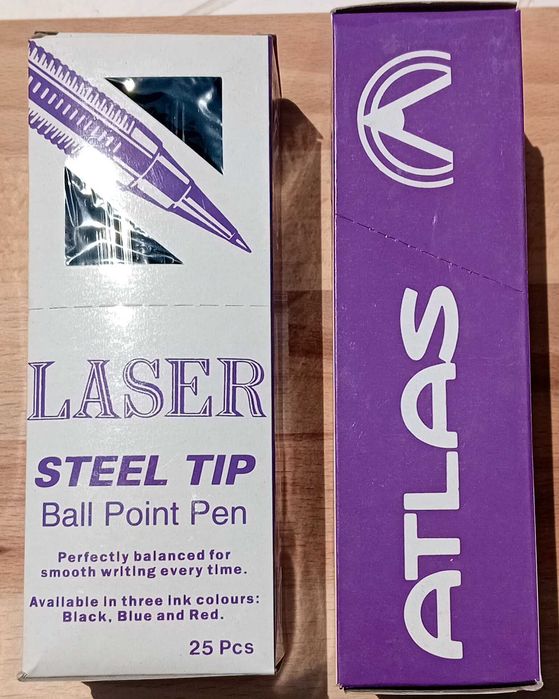 LASER
STEEL TIP
Ball Point Pen
Perfectly balanced for
smooth writing every time.
Available in three ink colours:
Black, Blue and Red.
25 Pcs
ATLAS